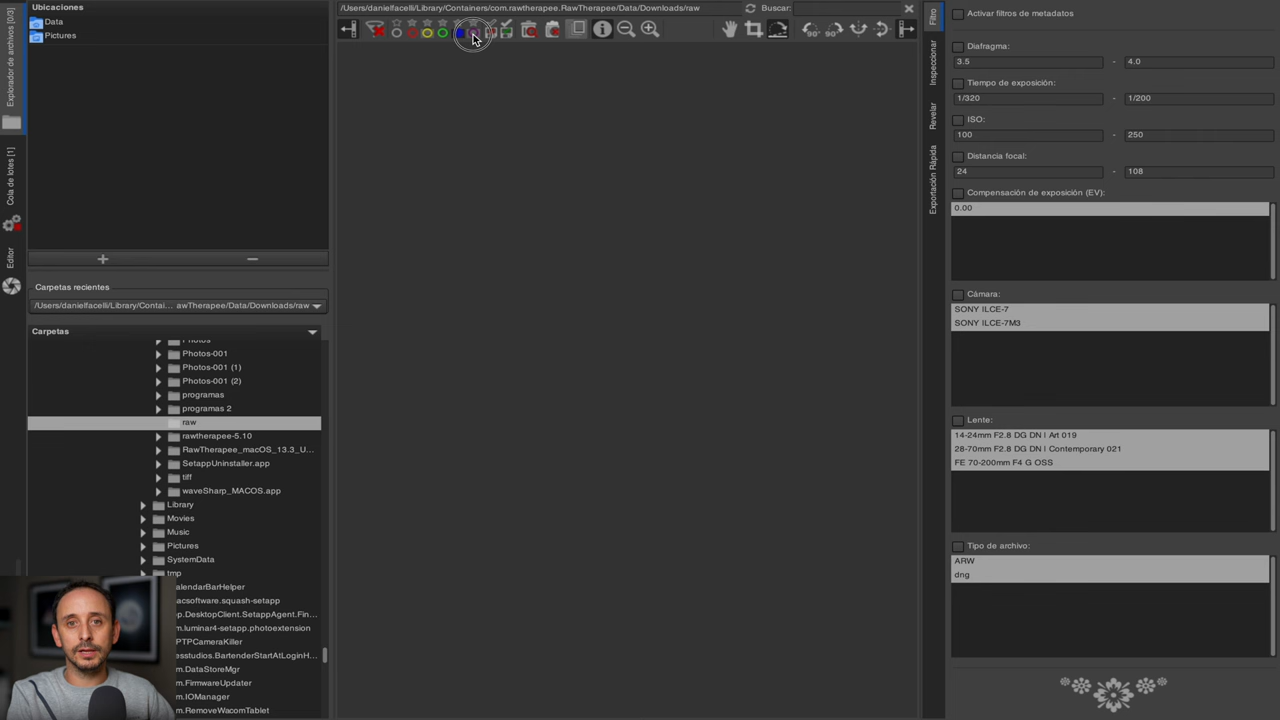 Explorador de archivos [0/3]
Cola de lotes [1]
Editor
Ubicaciones
Data
Pictures
Carpetas recientes
/Users/danielfacelli/Library/Contai... awTherapee/Data/Downloads/raw
Carpetas
Photos
Photos-001
Photos-001 (1)
Photos-001 (2)
programas
programas 2
raw
rawtherapee-5.10
RawTherapee_macOS_13.3_U...
SetappUninstaller.app
tiff
waveSharp_MACOS.app
Library
Movies
Music
Pictures
SystemData
tmp
alendarBarHelper
acsoftware.squash-setapp
p.DesktopClient.SetappAgent.Fin...
m.luminar4-setapp.photoextension
PTPCameraKiller
esstudios.BartenderStartAtLoginH...
m.DataStoreMgr
m.FirmwareUpdater
m.IOManager
m.RemoveWacomTablet
/Users/danielfacelli/Library/Containers/com.rawtherapee.RawTherapee/Data/Downloads/raw
Buscar:
Filtro
Inspeccionar
Revelar
Exportación Rápida
Activar filtros de metadatos
Diafragma:
3.5 - 4.0
Tiempo de exposición:
1/320 - 1/200
ISO:
100 - 250
Distancia focal:
24 - 108
Compensación de exposición (EV):
0.00
Cámara:
SONY ILCE-7
SONY ILCE-7M3
Lente:
14-24mm F2.8 DG DN | Art 019
28-70mm F2.8 DG DN | Contemporary 021
FE 70-200mm F4 G OSS
Tipo de archivo:
ARW
dng